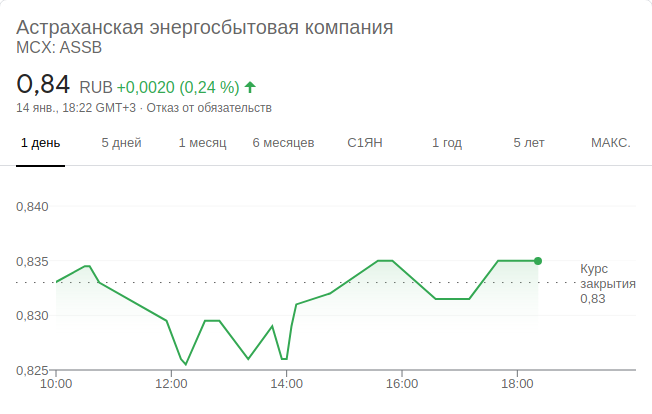 Астраханская энергосбытовая компания
MCX: ASSB
0,84 RUB +0,0020 (0,24 %)
14 янв., 18:22 GMT+3 · Отказ от обязательств
1 день 5 дней 1 месяц 6 месяцев С1ЯН 1 год 5 лет МАКС.
0,840
0,835
Курс
закрытия
0,83
0,830
0,825
10:00 12:00 14:00 16:00 18:00